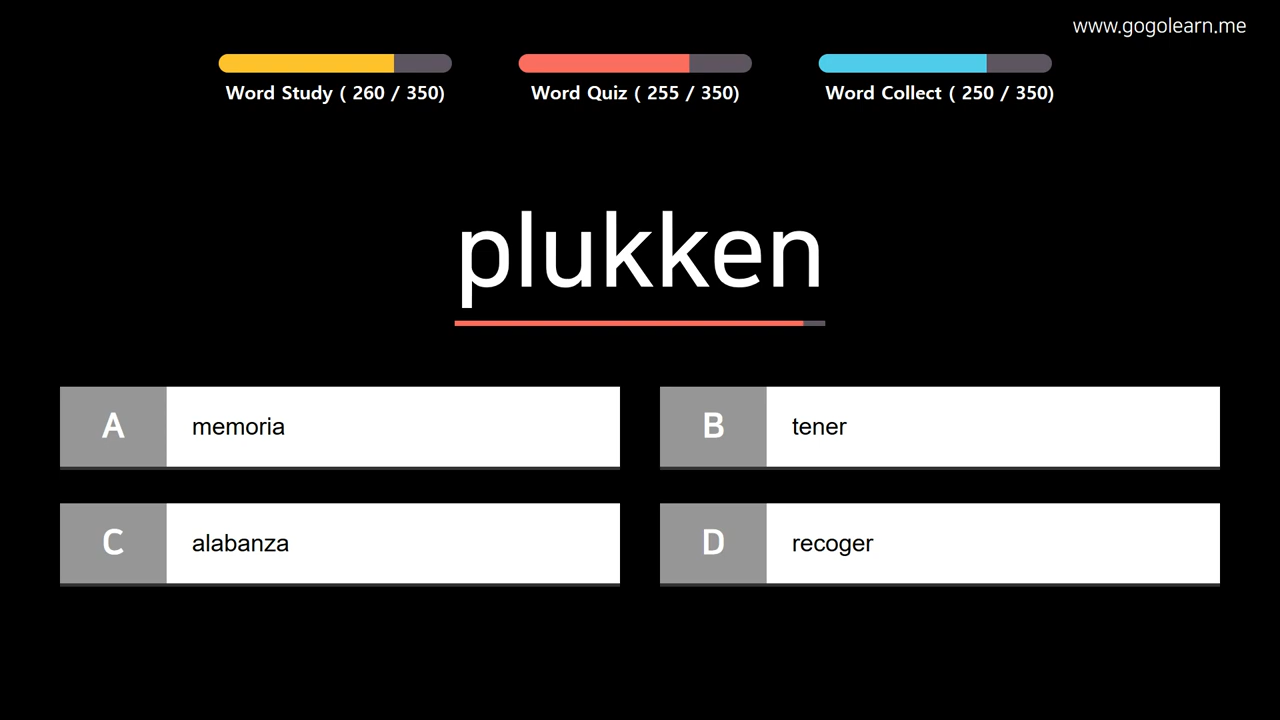 www.gogolearn.me
Word Study ( 260 / 350)
Word Quiz ( 255 / 350)
Word Collect ( 250 / 350)
plukken
A memoria
B tener
C alabanza
D recoger